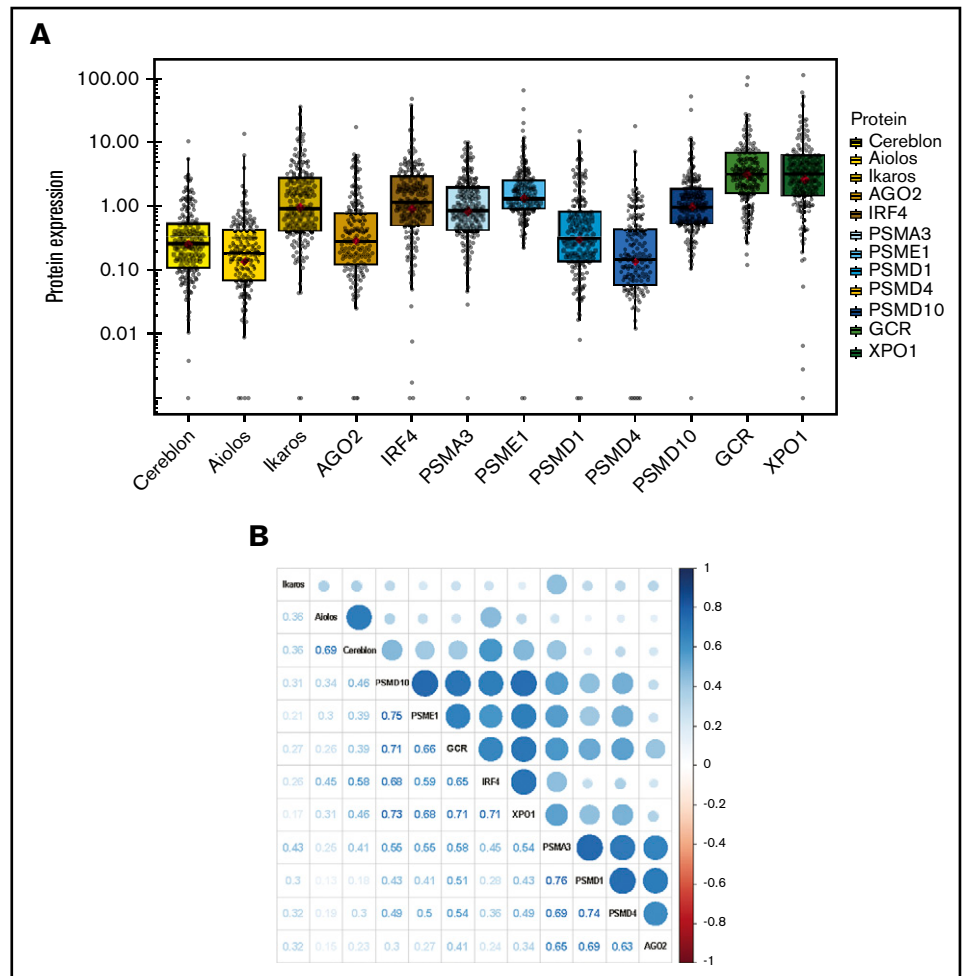 A
100.00
10.00
1.00
0.10
0.01
Protein expression
Cereblon
Aiolos
Ikaros
AGO2
IRF4
PSMA3
PSME1
PSMD1
PSMD4
PSMD10
GCR
XPO1
Protein
Cereblon
Aiolos
Ikaros
AGO2
IRF4
PSMA3
PSME1
PSMD1
PSMD4
PSMD10
GCR
XPO1
B
Ikaros
0.36 Aiolos
0.36 0.69 Cereblon
0.31 0.34 0.46 PSMD10
0.21 0.3 0.39 0.75 PSME1
0.27 0.26 0.39 0.71 0.66 GCR
0.26 0.45 0.58 0.68 0.59 0.65 IRF4
0.17 0.31 0.46 0.73 0.68 0.71 0.71 XPO1
0.43 0.41 0.55 0.55 0.58 0.45 0.54 PSMA3
0.3 0.13 0.43 0.41 0.51 0.28 0.43 0.76 PSMD1
0.32 0.3 0.49 0.5 0.54 0.36 0.49 0.69 0.74 PSMD4
0.32 0.15 0.23 0.3 0.27 0.41 0.24 0.34 0.65 0.69 0.63 AGO2
1
0.8
0.6
0.4
0.2
0
-0.2
-0.4
-0.6
-0.8
-1